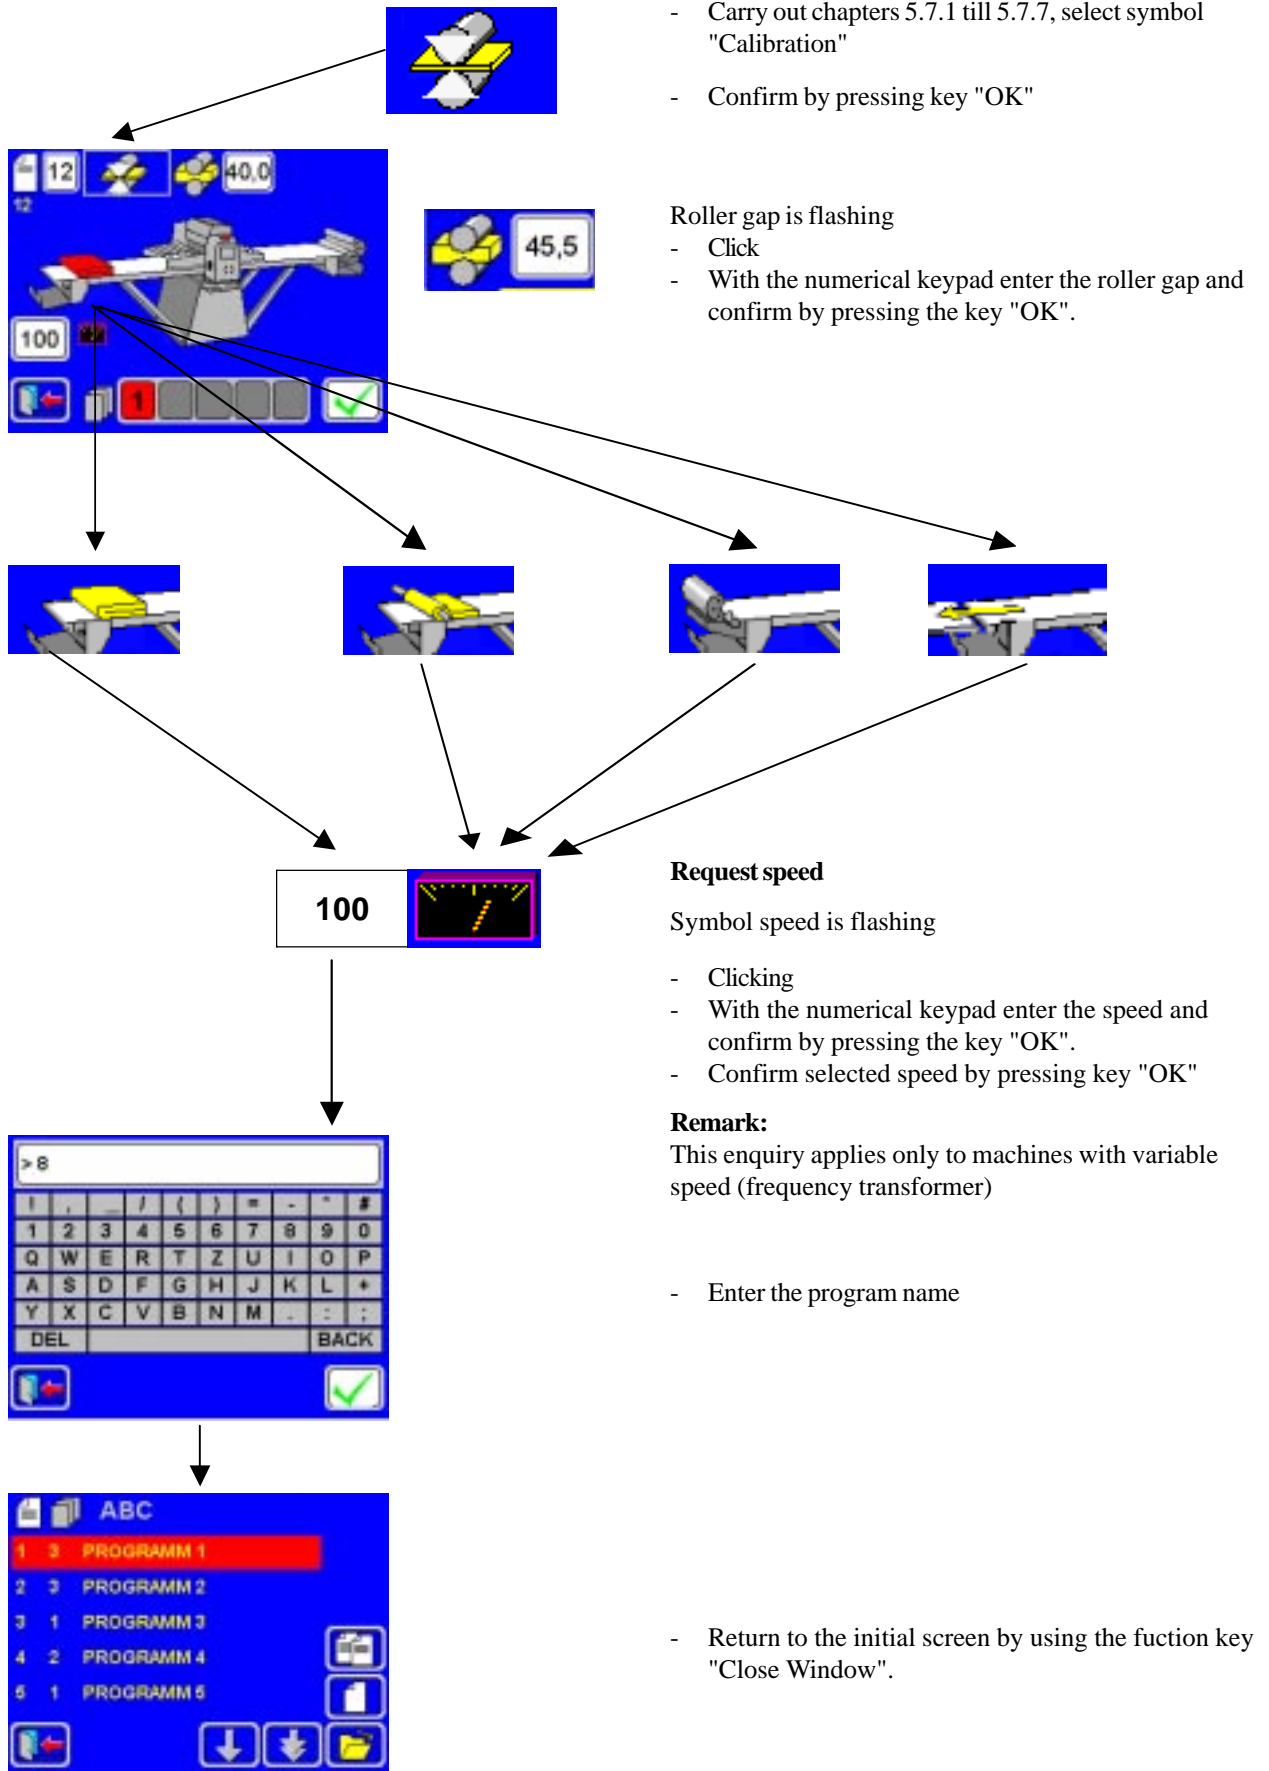 - Carry out chapters 5.7.1 till 5.7.7, select symbol
"Calibration"
- Confirm by pressing key "OK"
12 40,0
12
45,5
Roller gap is flashing
- Click
- With the numerical keypad enter the roller gap and
confirm by pressing the key "OK".
100
1
100
Request speed
Symbol speed is flashing
- Clicking
- With the numerical keypad enter the speed and
confirm by pressing the key "OK".
- Confirm selected speed by pressing key "OK"
Remark:
This enquiry applies only to machines with variable
speed (frequency transformer)
> 8
! , _ / ( ) = - " #
1 2 3 4 5 6 7 8 9 0
Q W E R T Z U I O P
A S D F G H J K L +
Y X C V B N M . : ;
DEL BACK
- Enter the program name
ABC
1 3 PROGRAMM 1
2 3 PROGRAMM 2
3 1 PROGRAMM 3
4 2 PROGRAMM 4
5 1 PROGRAMM 5
- Return to the initial screen by using the fuction key
"Close Window".